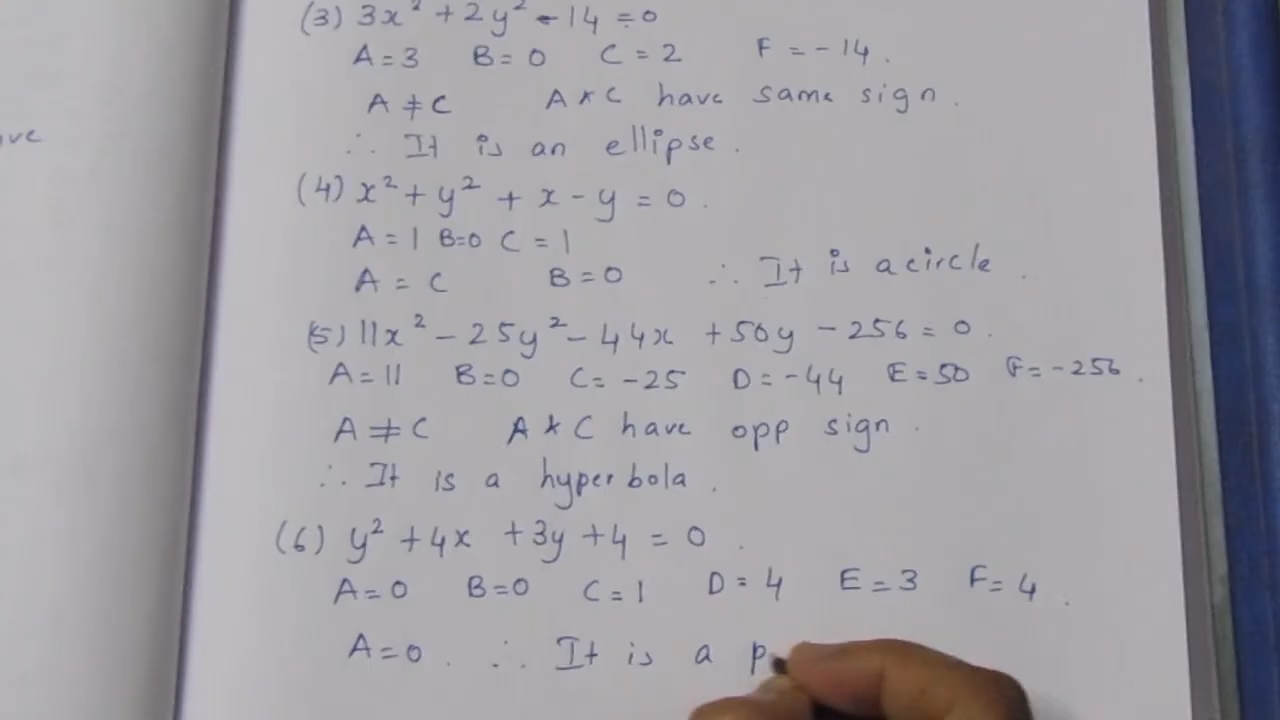 ve
(3) 3x² + 2y² - 14 = 0
A = 3 B = 0 C = 2 F = -14.
A ≠ C A & C have same sign.
∴ It is an ellipse.
(4) x² + y² + x - y = 0.
A = 1 B=0 C = 1
A = C B = 0 ∴ It is a circle.
(5) 11x² - 25y² - 44x + 50y - 256 = 0.
A = 11 B = 0 C = -25 D = -44 E = 50 F = -256.
A ≠ C A & C have opp sign.
∴ It is a hyperbola.
(6) y² + 4x + 3y + 4 = 0.
A = 0 B = 0 C = 1 D = 4 E = 3 F = 4.
A = 0. ∴ It is a p